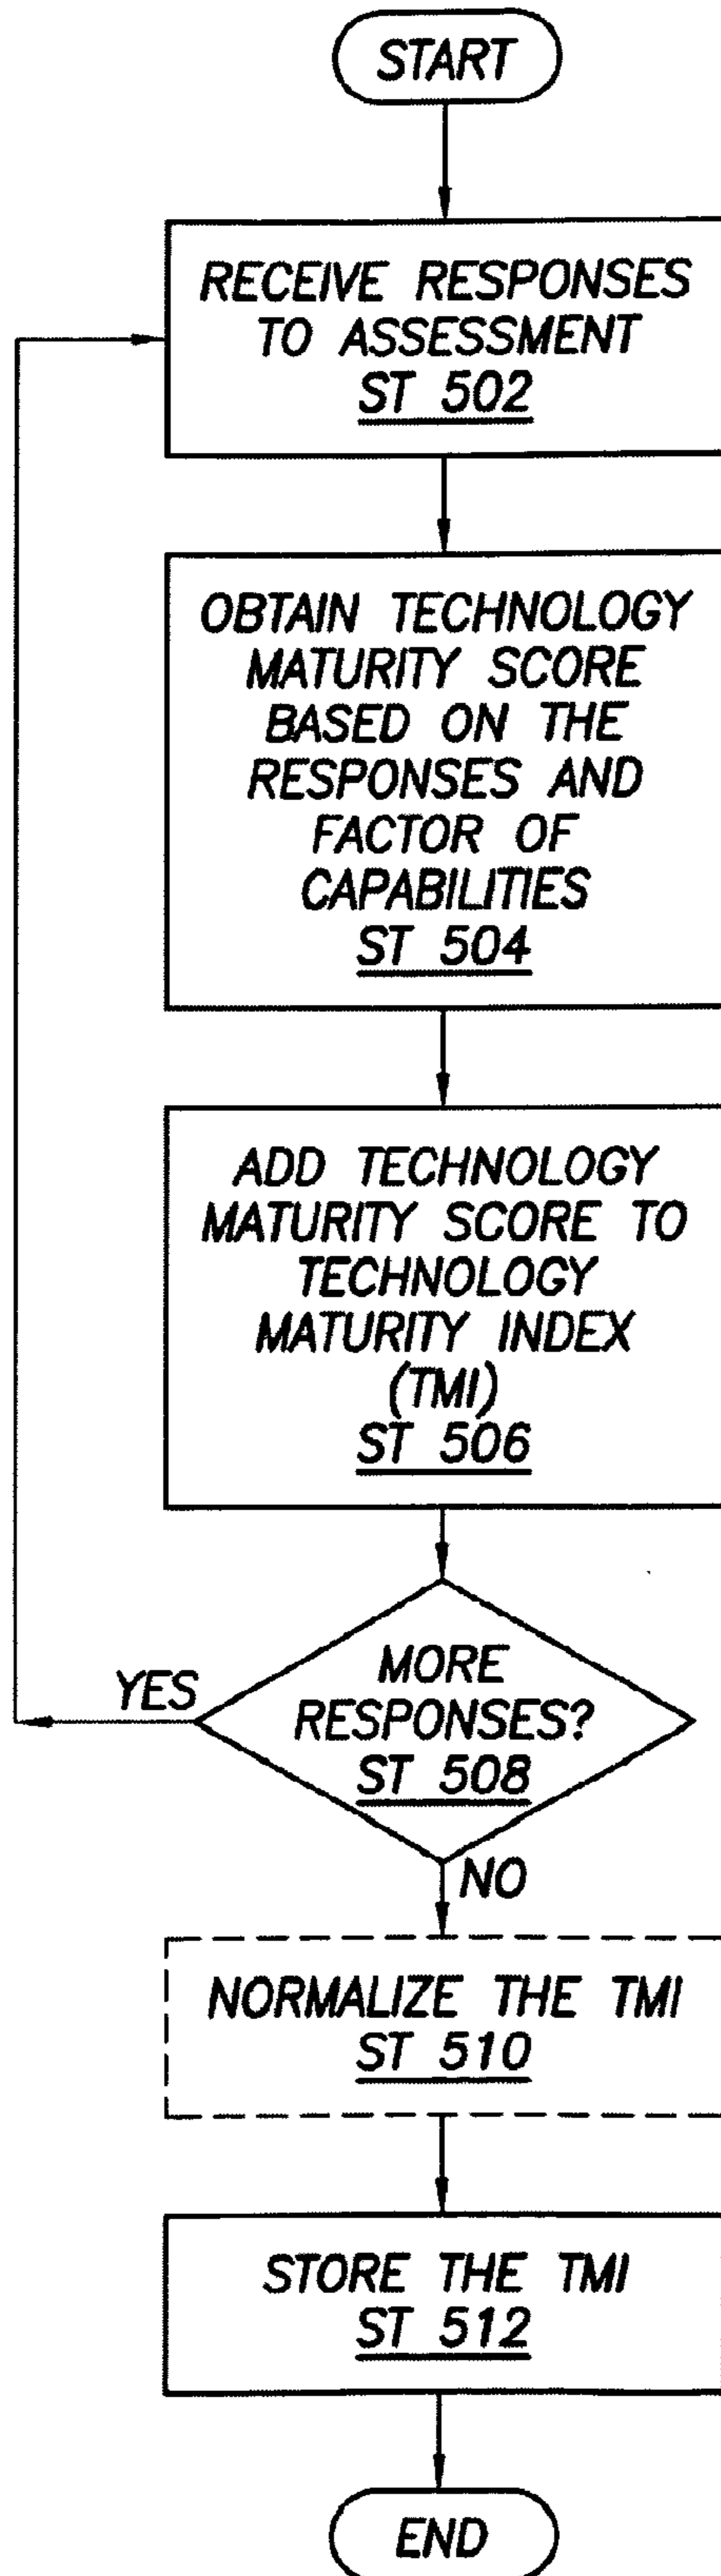 START
RECEIVE RESPONSES
TO ASSESSMENT
ST 502
OBTAIN TECHNOLOGY
MATURITY SCORE
BASED ON THE
RESPONSES AND
FACTOR OF
CAPABILITIES
ST 504
ADD TECHNOLOGY
MATURITY SCORE TO
TECHNOLOGY
MATURITY INDEX
(TMI)
ST 506
MORE
YES
RESPONSES?
ST 508
NO
NORMALIZE THE TMI
ST 510
STORE THE TMI
ST 512
END